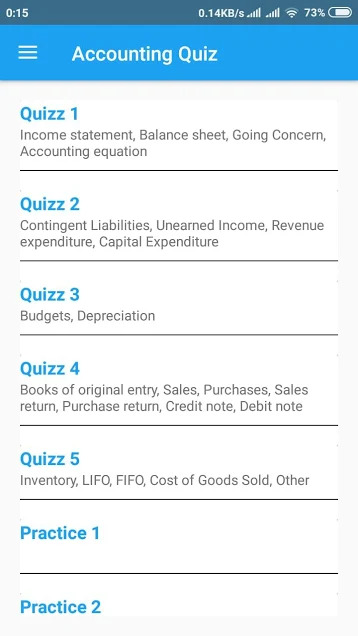 0:15 0.14KB/s 73%
Accounting Quiz
Quizz 1
Income statement, Balance sheet, Going Concern,
Accounting equation
Quizz 2
Contingent Liabilities, Unearned Income, Revenue
expenditure, Capital Expenditure
Quizz 3
Budgets, Depreciation
Quizz 4
Books of original entry, Sales, Purchases, Sales
return, Purchase return, Credit note, Debit note
Quizz 5
Inventory, LIFO, FIFO, Cost of Goods Sold, Other
Practice 1
Practice 2